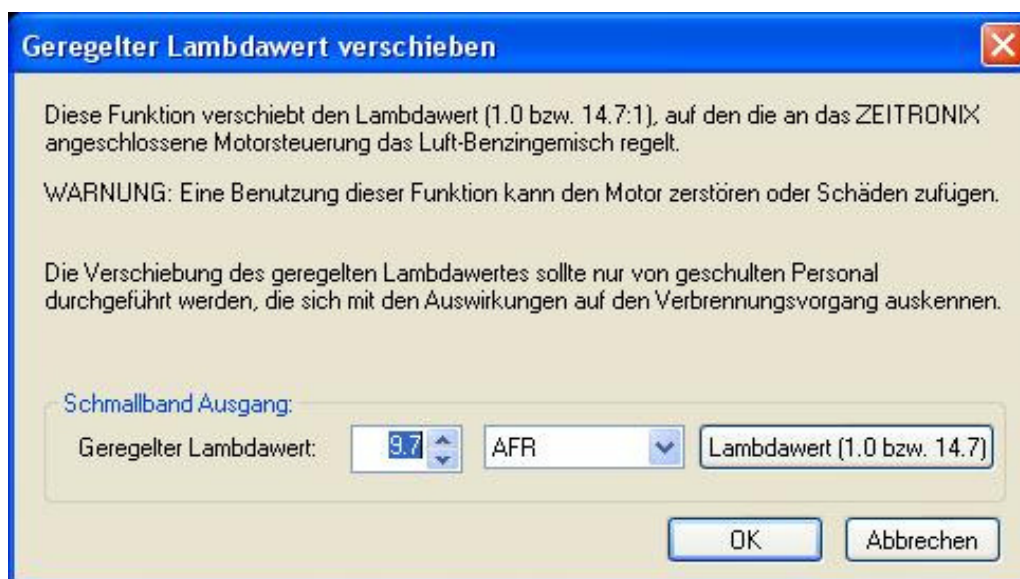 Geregelter Lambdawert verschieben
Diese Funktion verschiebt den Lambdawert (1.0 bzw. 14.7:1), auf den die an das ZEITRONIX
angeschlossene Motorsteuerung das Luft-Benzingemisch regelt.
WARNUNG: Eine Benutzung dieser Funktion kann den Motor zerstören oder Schäden zufügen.
Die Verschiebung des geregelten Lambdawertes sollte nur von geschulten Personal
durchgeführt werden, die sich mit den Auswirkungen auf den Verbrennungsvorgang auskennen.
Schmallband Ausgang:
Geregelter Lambdawert: 9.7 AFR Lambdawert (1.0 bzw. 14.7)
OK Abbrechen